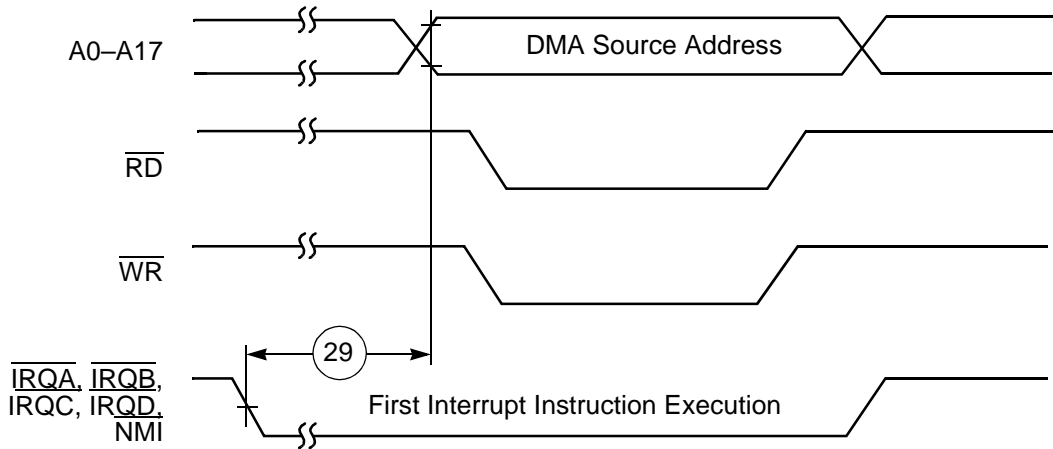 A0–A17
DMA Source Address
RD
WR
29
IRQA, IRQB,
IRQC, IRQD,
NMI
First Interrupt Instruction Execution